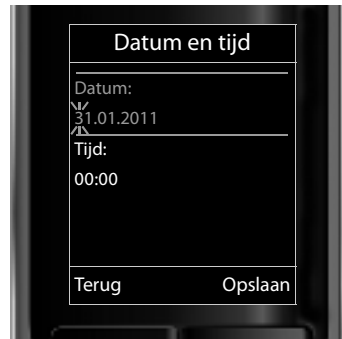 Datum en tijd
Datum:
31.01.2011
Tijd:
00:00
Terug
Opslaan